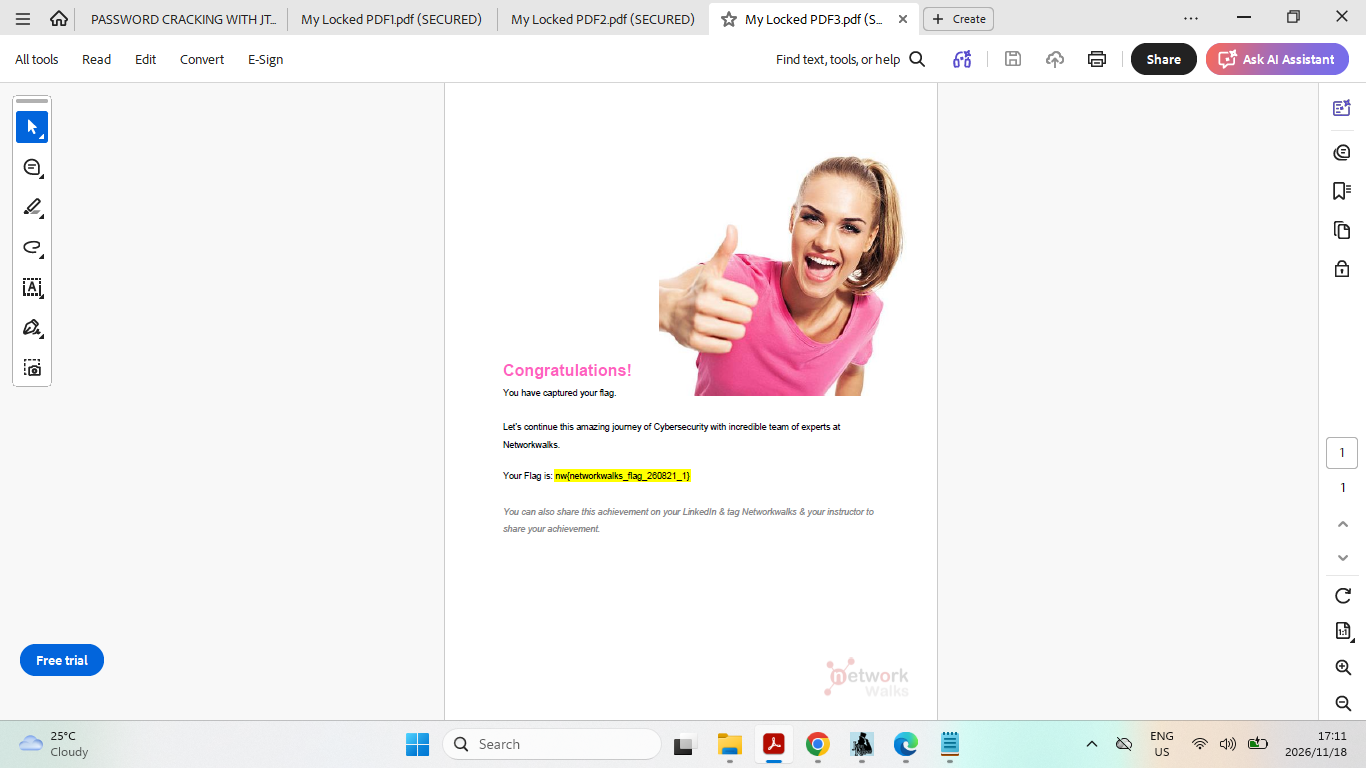 PASSWORD CRACKING WITH JT...
My Locked PDF1.pdf (SECURED)
My Locked PDF2.pdf (SECURED)
My Locked PDF3.pdf (S...
Create
All tools
Read
Edit
Convert
E-Sign
Find text, tools, or help
Share
Ask AI Assistant
Congratulations!
You have captured your flag.
Let's continue this amazing journey of Cybersecurity with incredible team of experts at
Networkwalks.
Your Flag is: nw{networkwalks_flag_260821_1}
You can also share this achievement on your LinkedIn & tag Networkwalks & your instructor to
share your achievement.
network
Walks
1
1
1:1
Free trial
25°C
Cloudy
Search
ENG
US
17:11
2026/11/18